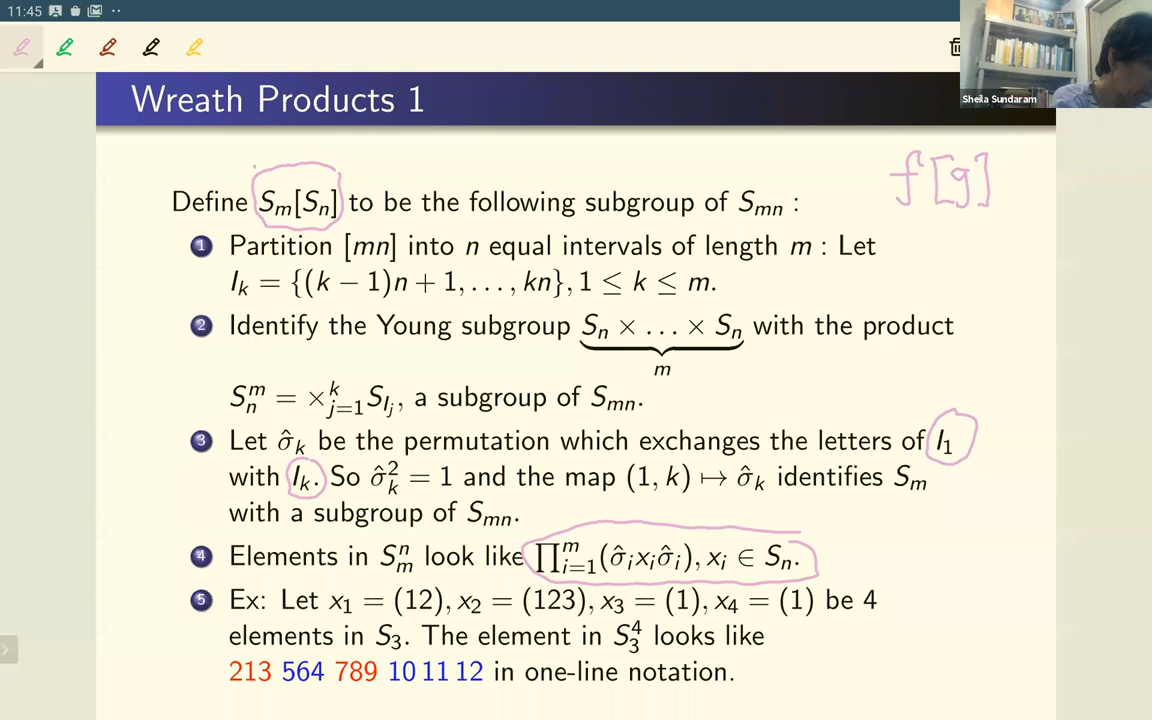 11:45
Sheila Sundaram
Wreath Products 1
f[g]
Define S_m[S_n] to be the following subgroup of S_{mn} :
1 Partition [mn] into n equal intervals of length m : Let
I_k = {(k − 1)n + 1, . . . , kn}, 1 ≤ k ≤ m.
2 Identify the Young subgroup S_n × . . . × S_n with the product
m
S_n^m = ×_{j=1}^k S_{I_j}, a subgroup of S_{mn}.
3 Let σ̂_k be the permutation which exchanges the letters of I_1
with I_k. So σ̂_k^2 = 1 and the map (1, k) ↦ σ̂_k identifies S_m
with a subgroup of S_{mn}.
4 Elements in S_m^n look like ∏_{i=1}^m (σ̂_i x_i σ̂_i), x_i ∈ S_n.
5 Ex: Let x_1 = (12), x_2 = (123), x_3 = (1), x_4 = (1) be 4
elements in S_3. The element in S_3^4 looks like
213 564 789 10 11 12 in one-line notation.